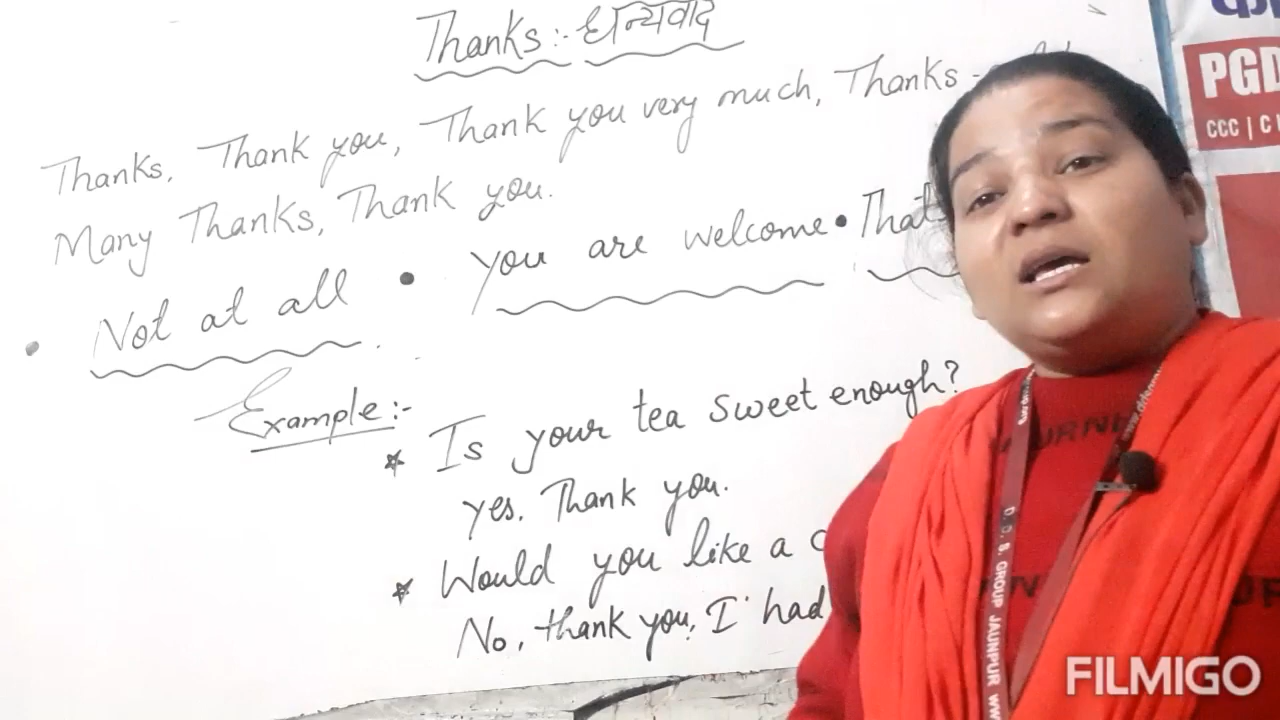 Thanks :- धन्यवाद
Thanks, Thank you, Thank you very much, Thanks -
Many Thanks, Thank you.
• Not at all • You are welcome • That
Example :-
Is your tea sweet enough?
Yes. Thank you.
Would you like a
No, thank you, I had
PGD
CCC | C
D.D.S. GROUP JAUNPUR
FILMIGO